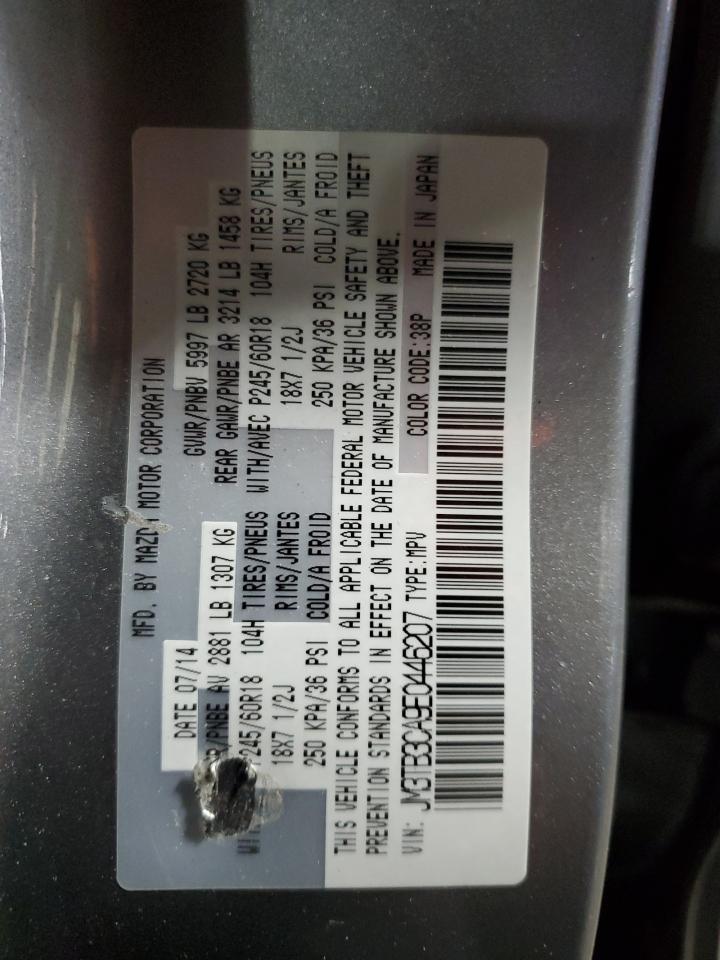 MFD. BY MAZD MOTOR CORPORATION
DATE 07/14 GVWR/PNBV 5997 LB 2720 KG
R/PNBE AV 2881 LB 1307 KG REAR GAWR/PNBE AR 3214 LB 1458 KG
245/60R18 104H TIRES/PNEUS WITH/AVEC P245/60R18 104H TIRES/PNEUS
18X7 1/2J RIMS/JANTES 18X7 1/2J RIMS/JANTES
250 KPA/36 PSI COLD/A FROID 250 KPA/36 PSI COLD/A FROID
THIS VEHICLE CONFORMS TO ALL APPLICABLE FEDERAL MOTOR VEHICLE SAFETY AND THEFT
PREVENTION STANDARDS IN EFFECT ON THE DATE OF MANUFACTURE SHOWN ABOVE.
VIN: JM3TB3CA9E0446207 TYPE:MPV COLOR CODE:38P MADE IN JAPAN